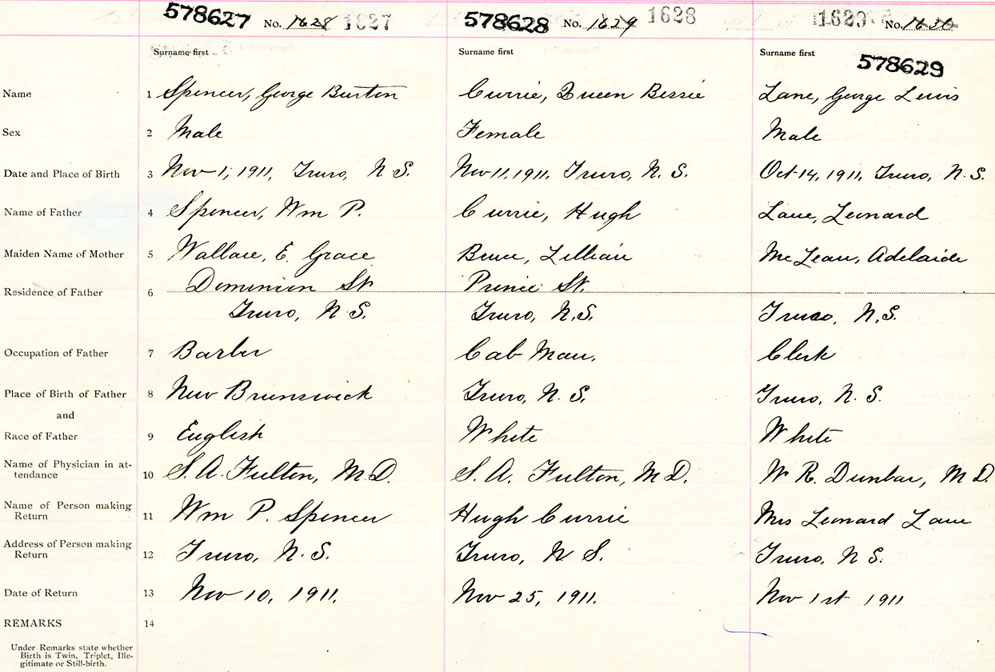 578627 No. 1628 1627 578628 No. 1629 1628 1629 No. 1630
Surname first Surname first Surname first
578629
Name 1 Spencer, George Burton Currie, Queen Bessie Lane, George Lewis
Sex 2 Male Female Male
Date and Place of Birth 3 Nov 1, 1911, Truro, N S. Nov 11, 1911, Truro, N. S. Oct 14, 1911, Truro, N.S.
Name of Father 4 Spencer, Wm P. Currie, Hugh Lane, Leonard
Maiden Name of Mother 5 Wallace, E. Grace Bruce, Lillian McLean, Adelaide
Residence of Father 6 Dominion St Prince St.
Truro, N S. Truro, N.S. Truro, N.S.
Occupation of Father 7 Barber Cab Man. Clerk
Place of Birth of Father 8 New Brunswick Truro, N. S. Truro, N. S.
and
Race of Father 9 English White White
Name of Physician in at-
tendance 10 S. A. Fulton, M.D. S. A. Fulton, M D. W R. Dunbar, M D.
Name of Person making
Return 11 Wm P. Spencer Hugh Currie Mrs Leonard Lane
Address of Person making
Return 12 Truro, N. S. Truro, N S. Truro, N S.
Date of Return 13 Nov 10, 1911. Nov 25, 1911. Nov 1st 1911
REMARKS 14
Under Remarks state whether
Birth is Twin, Triplet, Ille-
gitimate or Still-birth.